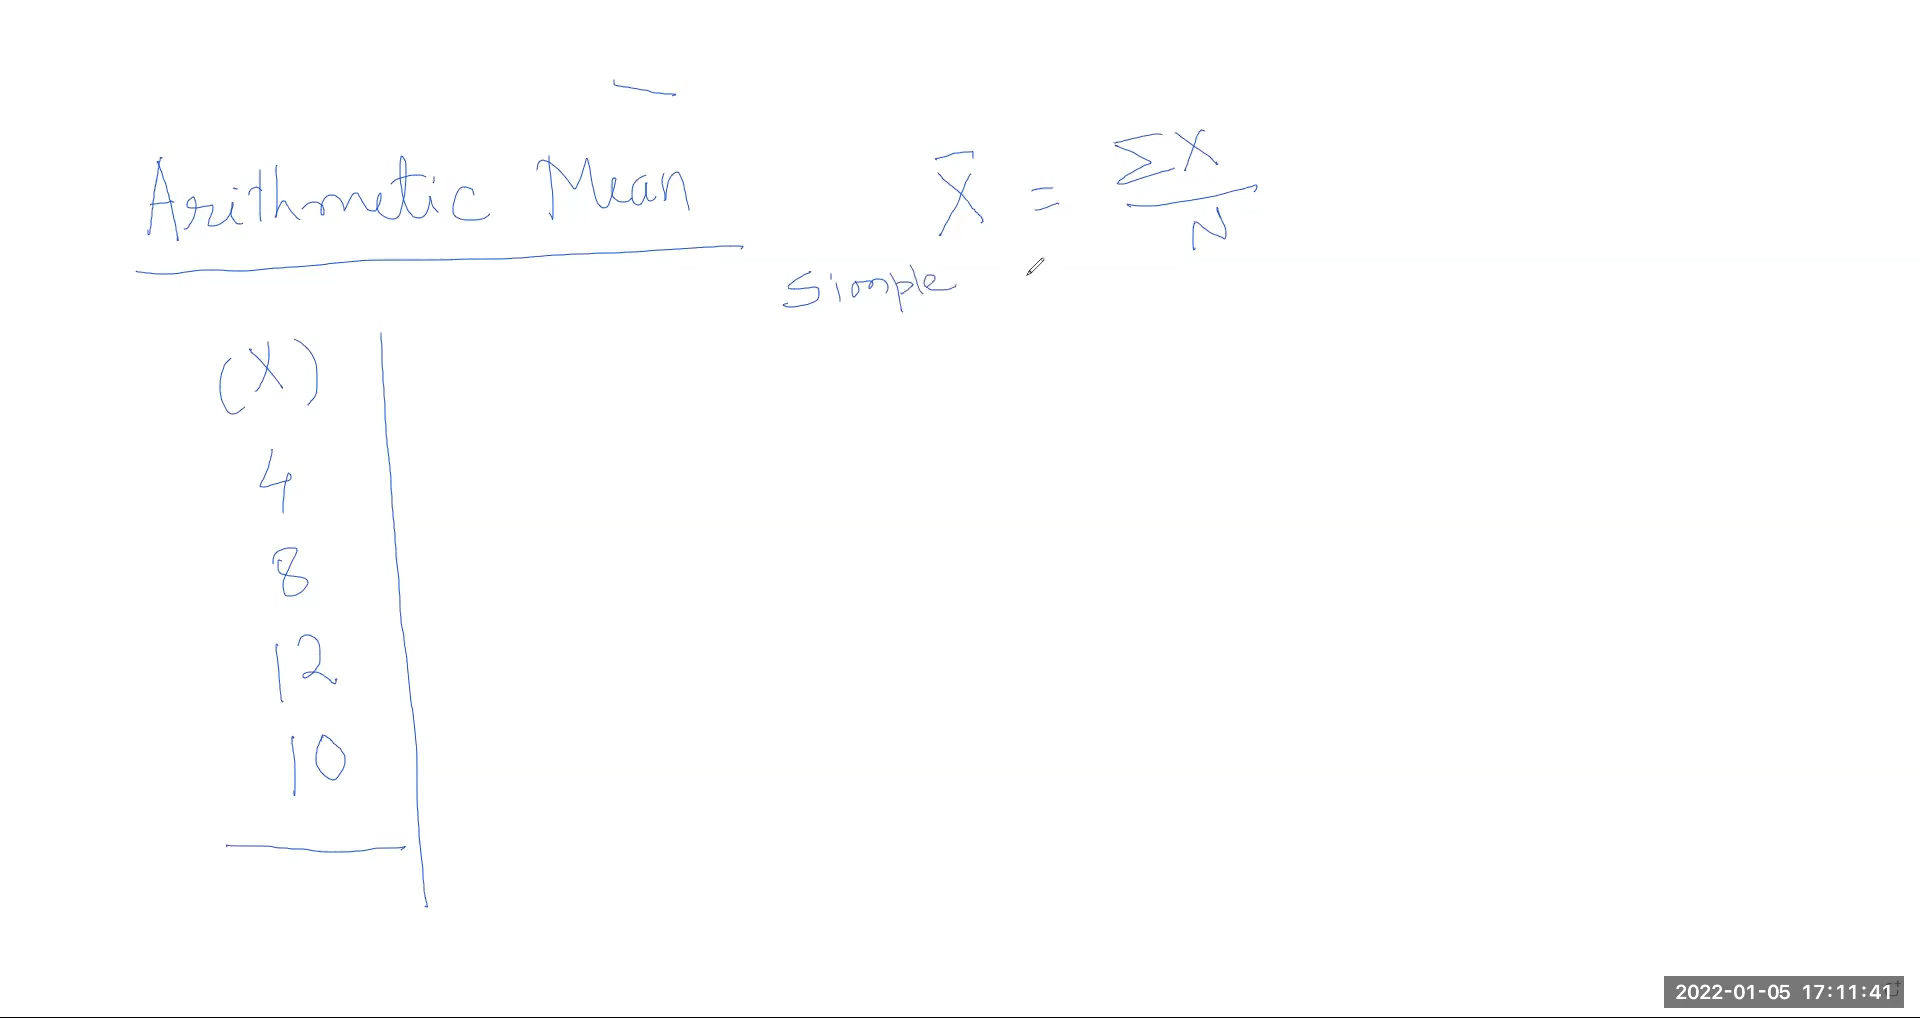 Arithmetic Mean
X̄ = ΣX / N
Simple
(X)
4
8
12
10
2022-01-05 17:11:41